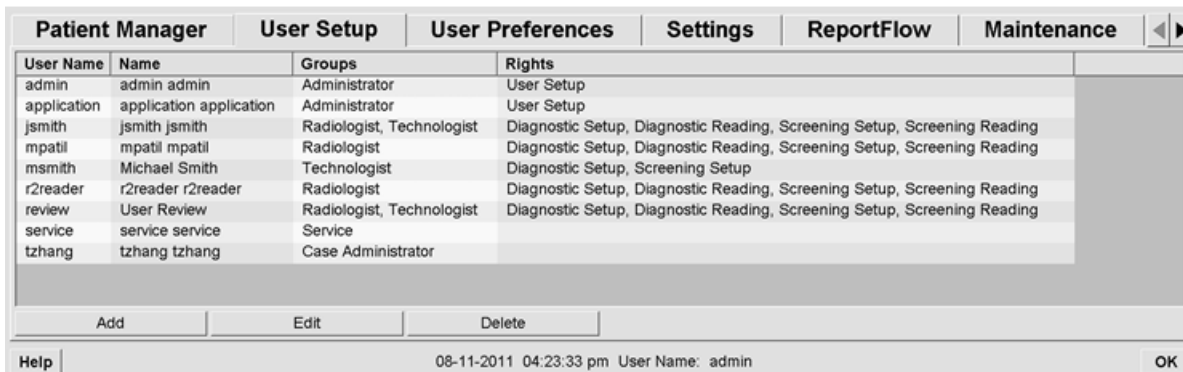 Patient Manager User Setup User Preferences Settings ReportFlow Maintenance
User Name Name Groups Rights
admin admin admin Administrator User Setup
application application application Administrator User Setup
jsmith jsmith jsmith Radiologist, Technologist Diagnostic Setup, Diagnostic Reading, Screening Setup, Screening Reading
mpatil mpatil mpatil Radiologist Diagnostic Setup, Diagnostic Reading, Screening Setup, Screening Reading
msmith Michael Smith Technologist Diagnostic Setup, Screening Setup
r2reader r2reader r2reader Radiologist Diagnostic Setup, Diagnostic Reading, Screening Setup, Screening Reading
review User Review Radiologist, Technologist Diagnostic Setup, Diagnostic Reading, Screening Setup, Screening Reading
service service service Service
tzhang tzhang tzhang Case Administrator
Add Edit Delete
Help 08-11-2011 04:23:33 pm User Name: admin OK